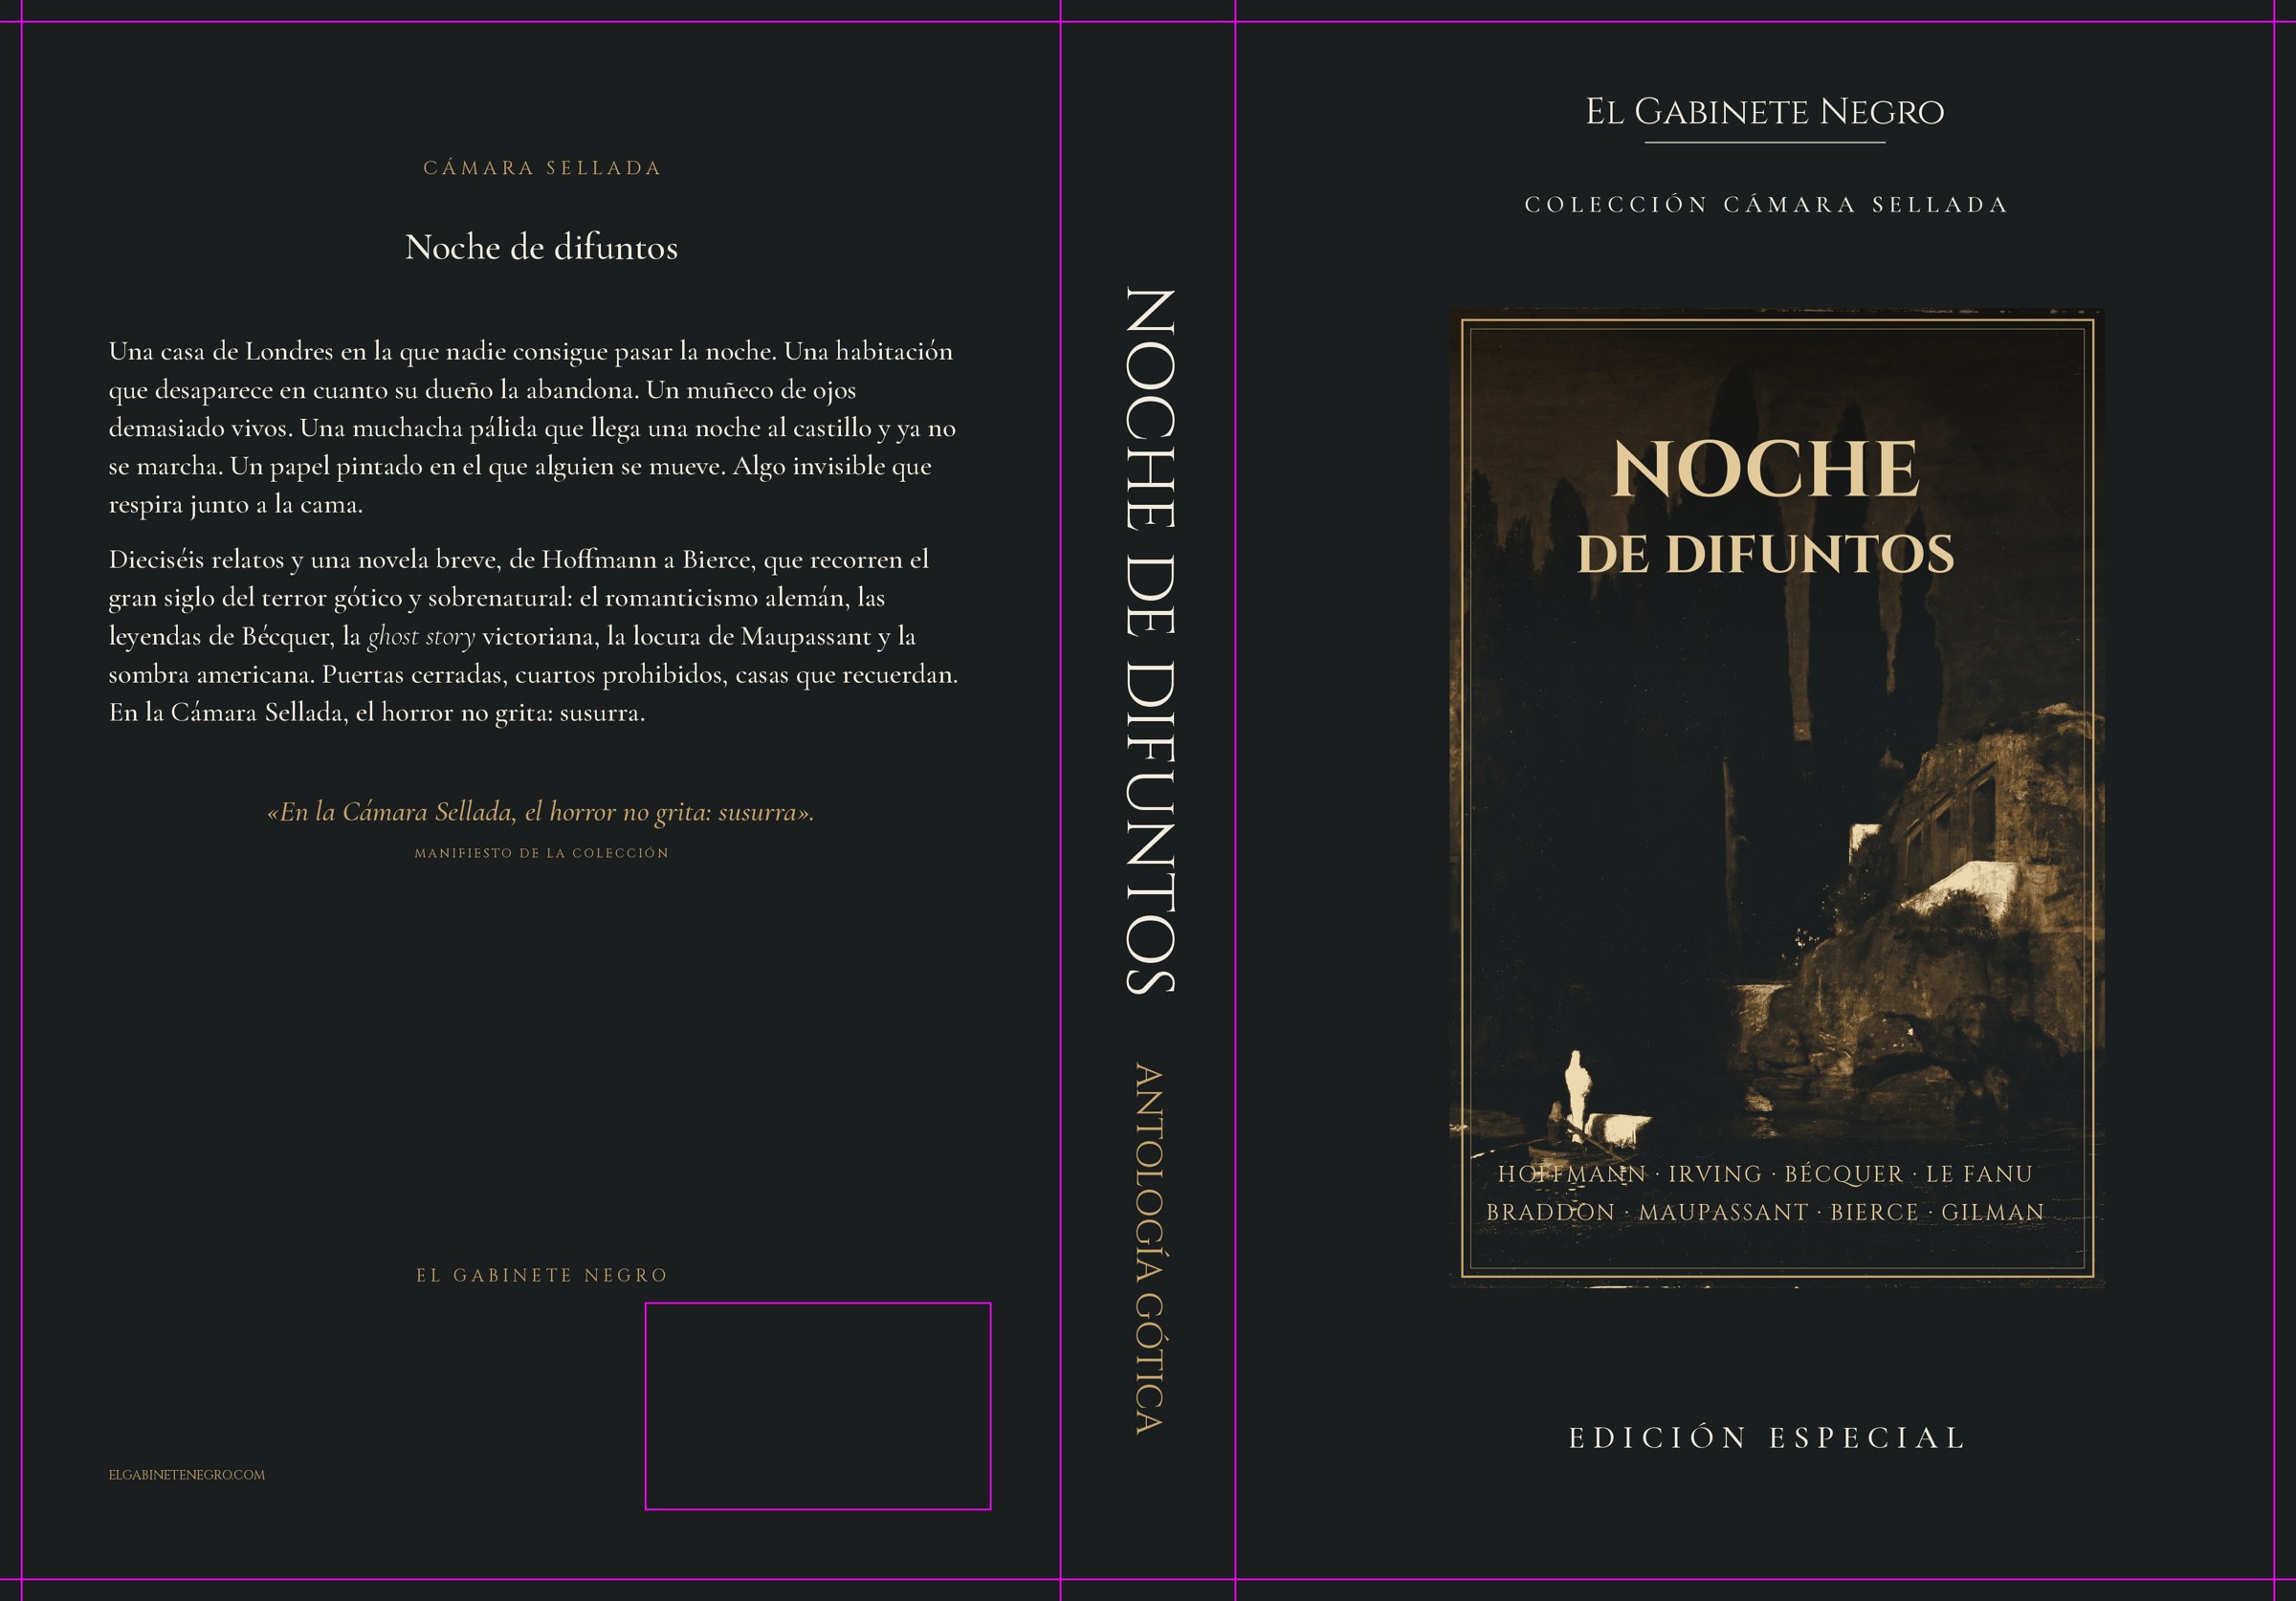 CÁMARA SELLADA
Noche de difuntos
Una casa de Londres en la que nadie consigue pasar la noche. Una habitación
que desaparece en cuanto su dueño la abandona. Un muñeco de ojos
demasiado vivos. Una muchacha pálida que llega una noche al castillo y ya no
se marcha. Un papel pintado en el que alguien se mueve. Algo invisible que
respira junto a la cama.
Dieciséis relatos y una novela breve, de Hoffmann a Bierce, que recorren el
gran siglo del terror gótico y sobrenatural: el romanticismo alemán, las
leyendas de Bécquer, la ghost story victoriana, la locura de Maupassant y la
sombra americana. Puertas cerradas, cuartos prohibidos, casas que recuerdan.
En la Cámara Sellada, el horror no grita: susurra.
«En la Cámara Sellada, el horror no grita: susurra».
MANIFIESTO DE LA COLECCIÓN
EL GABINETE NEGRO
ELGABINETENEGRO.COM
NOCHE DE DIFUNTOS
ANTOLOGÍA GÓTICA
El Gabinete Negro
COLECCIÓN CÁMARA SELLADA
NOCHE
DE DIFUNTOS
HOFFMANN · IRVING · BÉCQUER · LE FANU
BRADDON · MAUPASSANT · BIERCE · GILMAN
EDICIÓN ESPECIAL